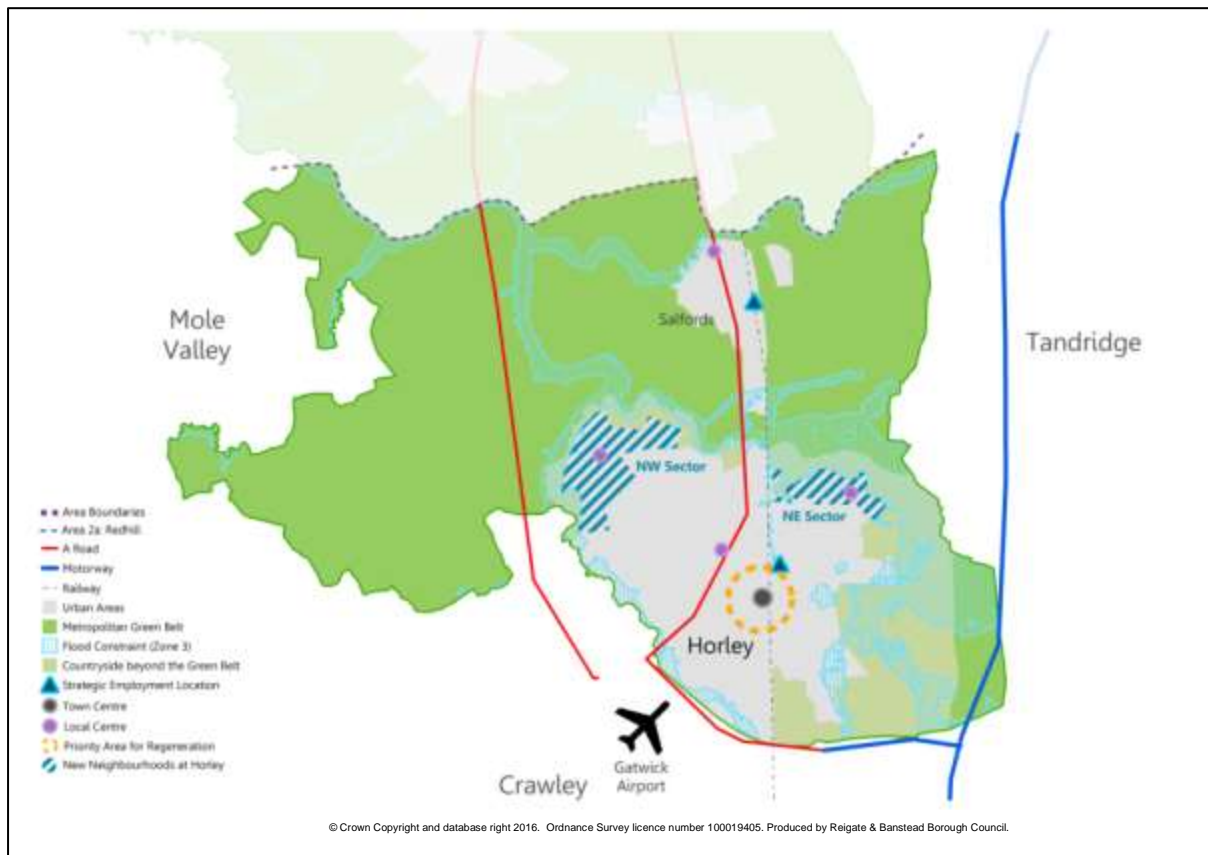 Mole
Valley
Salfords
Tandridge
NW Sector
NE Sector
Horley
Gatwick
Airport
Crawley
Area Boundaries
Area 2a: Redhill
A Road
Motorway
Railway
Urban Areas
Metropolitan Green Belt
Flood Constraint (Zone 3)
Countryside beyond the Green Belt
Strategic Employment Location
Town Centre
Local Centre
Priority Area for Regeneration
New Neighbourhoods at Horley
© Crown Copyright and database right 2016. Ordnance Survey licence number 100019405. Produced by Reigate & Banstead Borough Council.